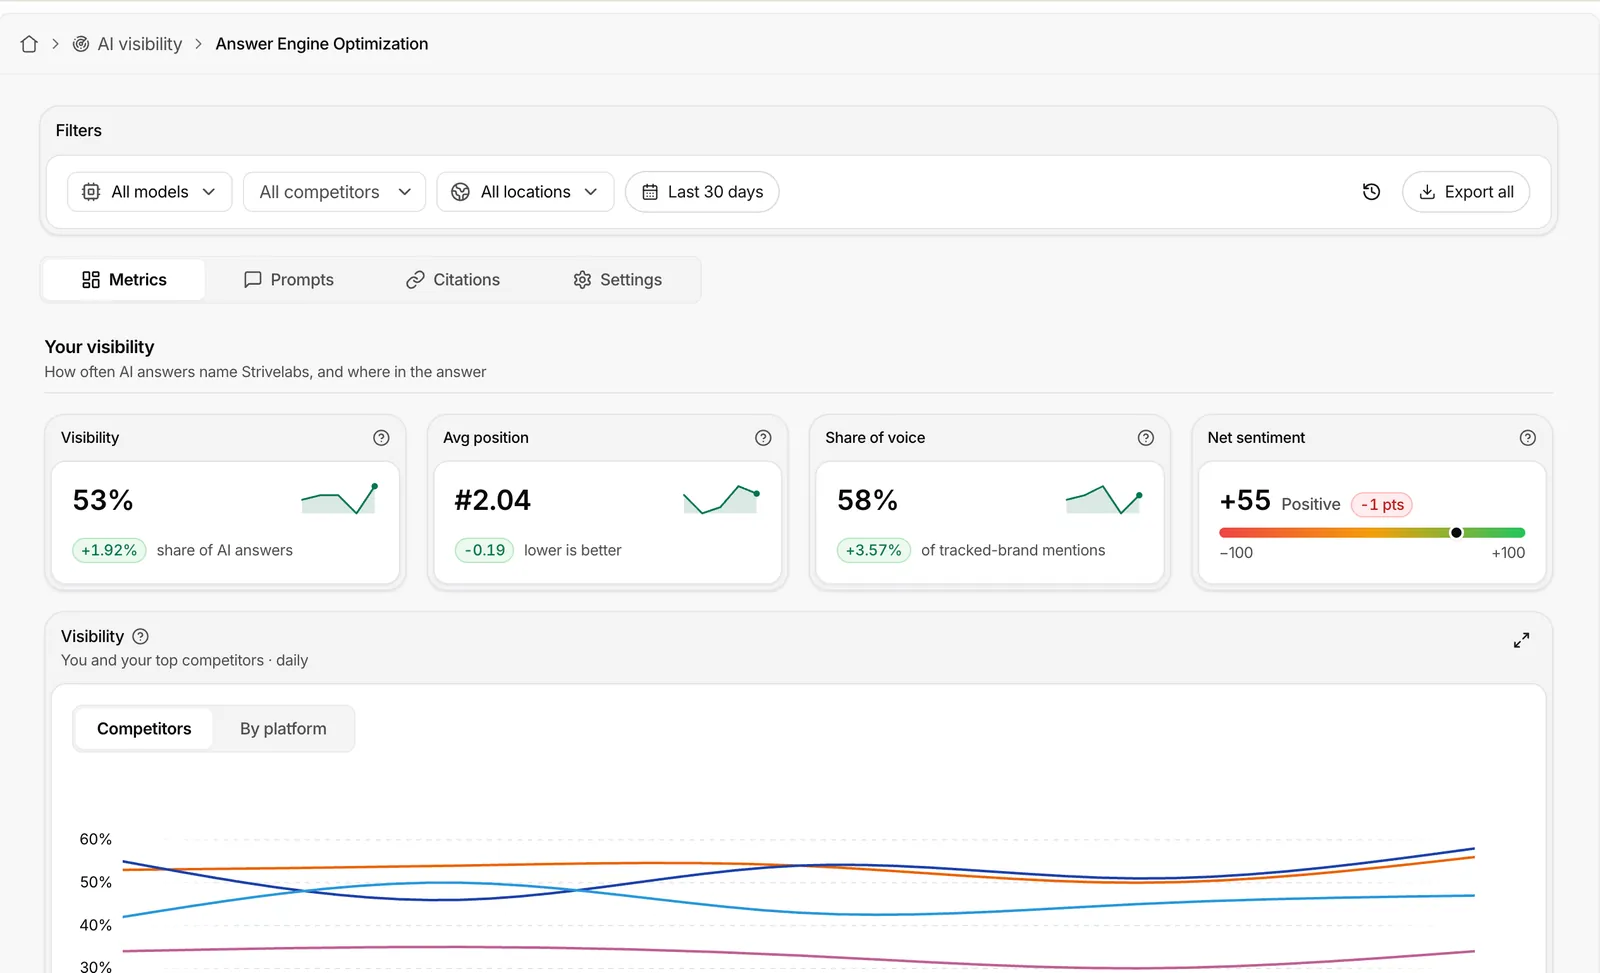 AI visibility
Answer Engine Optimization
Filters
All models
All competitors
All locations
Last 30 days
Export all
Metrics
Prompts
Citations
Settings
Your visibility
How often AI answers name Strivelabs, and where in the answer
Visibility
53%
+1.92% share of AI answers
Avg position
#2.04
-0.19 lower is better
Share of voice
58%
+3.57% of tracked-brand mentions
Net sentiment
+55 Positive -1 pts
−100 +100
Visibility
You and your top competitors · daily
Competitors
By platform
60%
50%
40%
30%